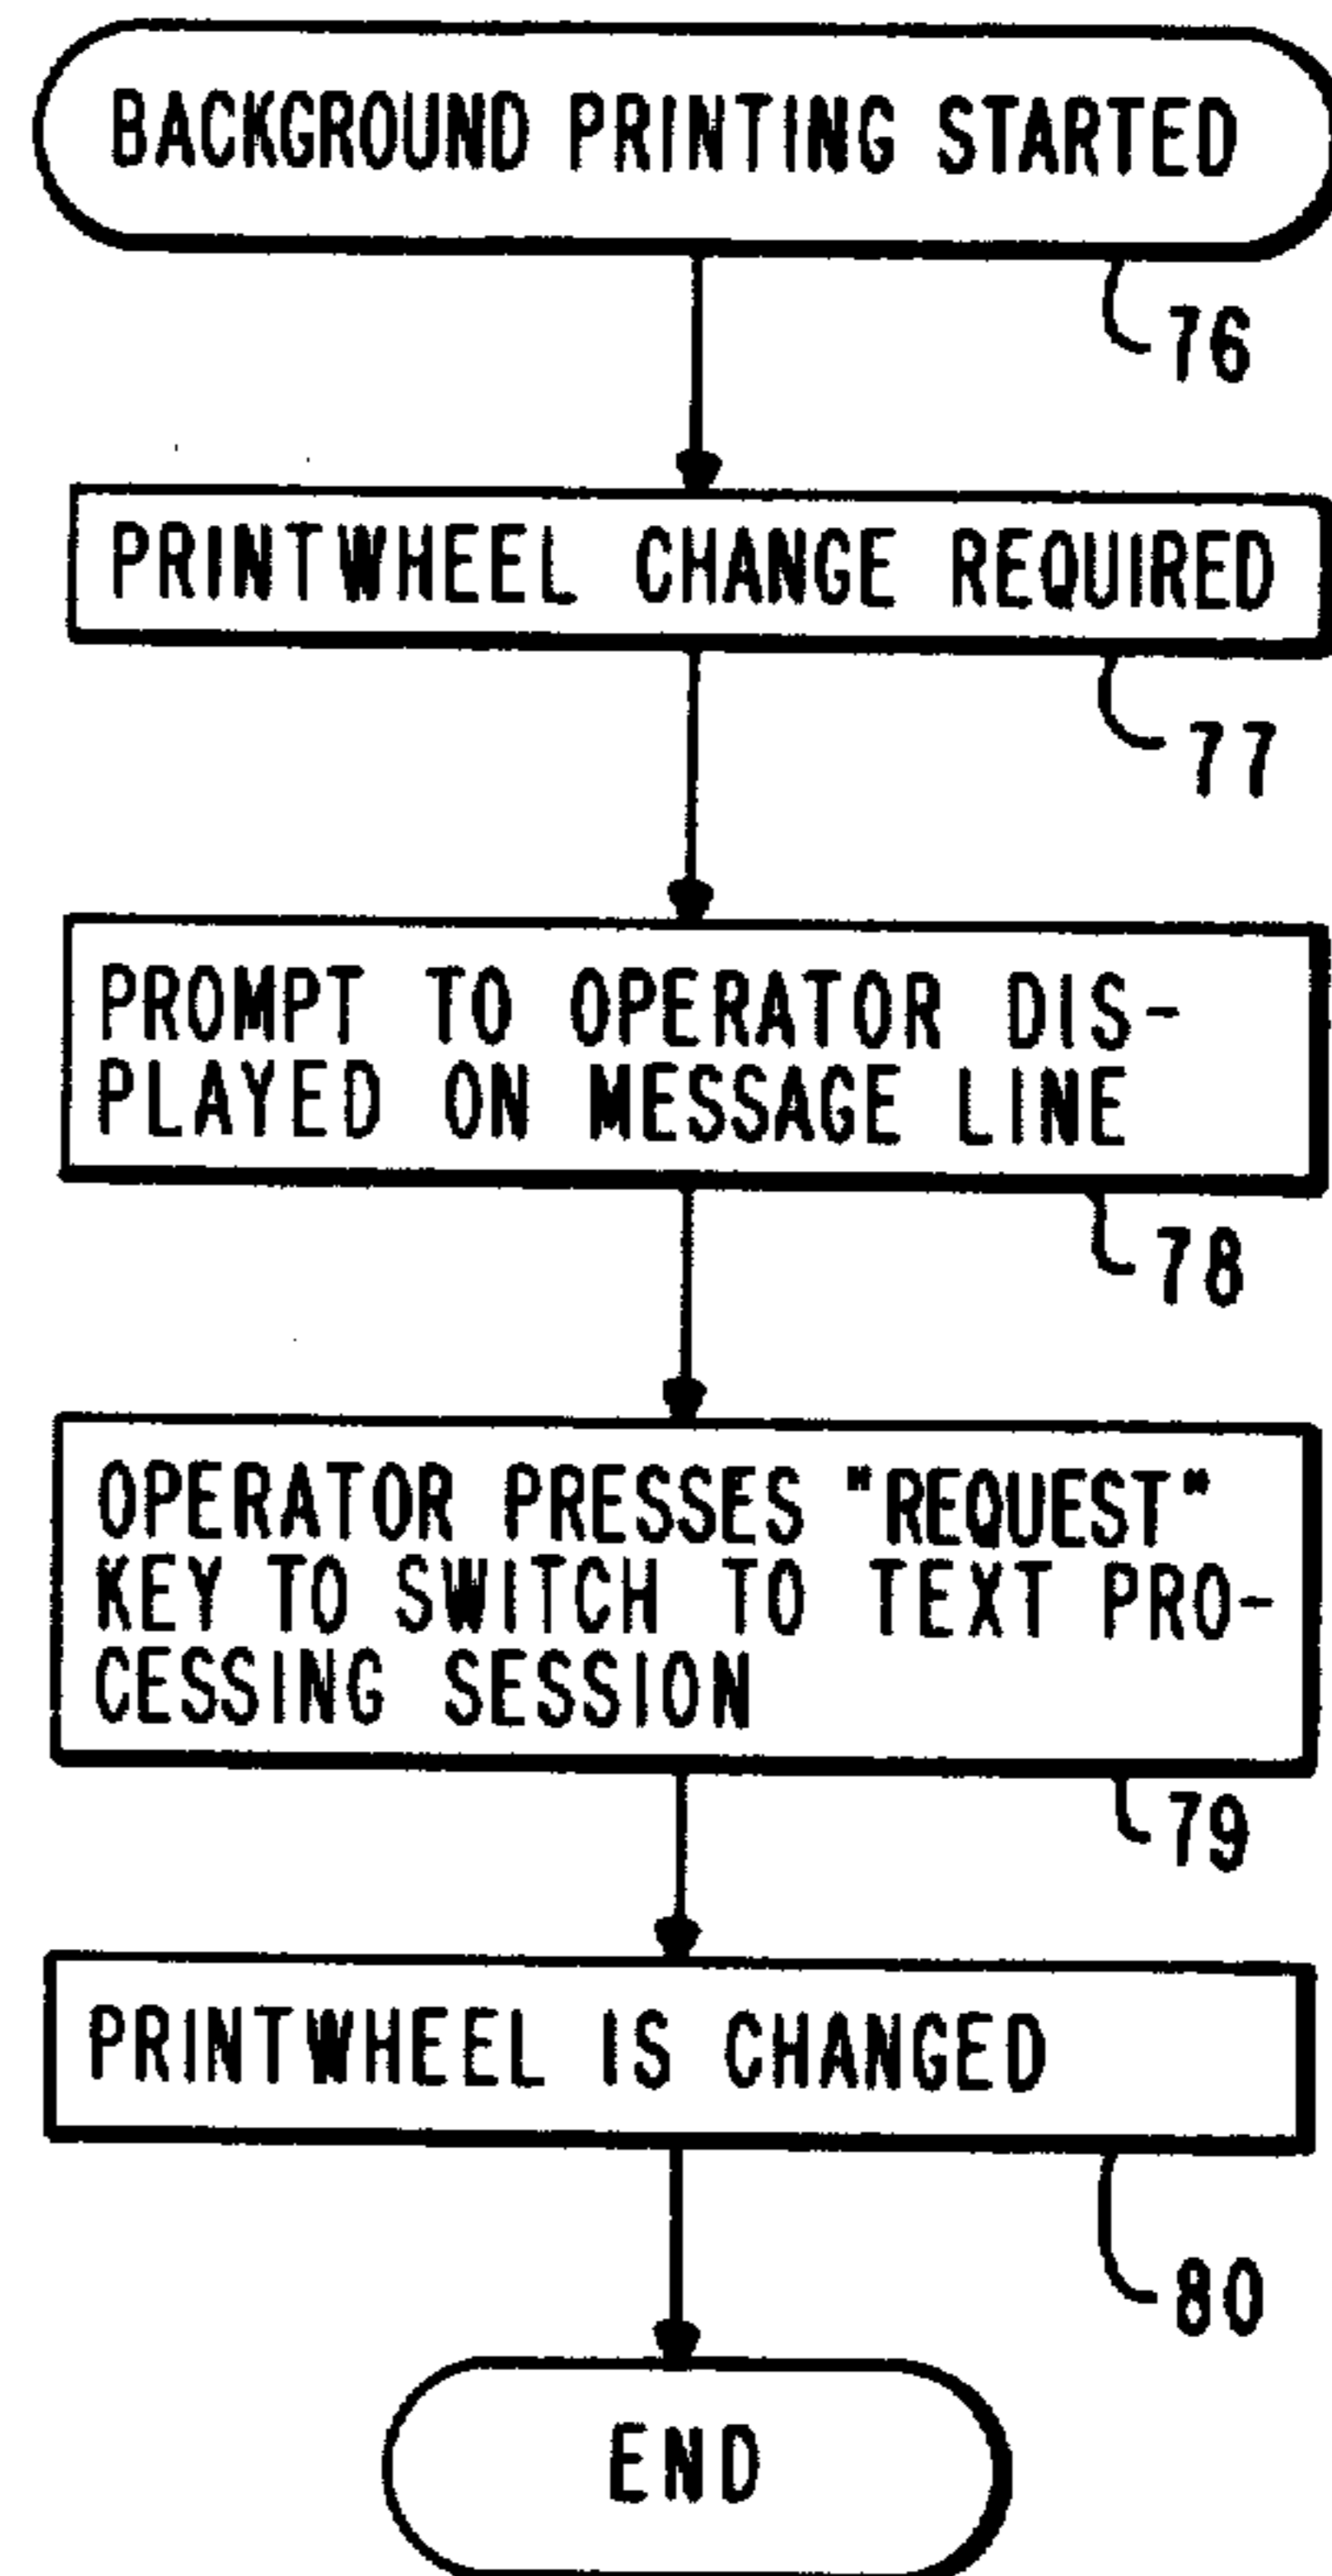 BACKGROUND PRINTING STARTED
76
PRINTWHEEL CHANGE REQUIRED
77
PROMPT TO OPERATOR DIS-
PLAYED ON MESSAGE LINE
78
OPERATOR PRESSES "REQUEST"
KEY TO SWITCH TO TEXT PRO-
CESSING SESSION
79
PRINTWHEEL IS CHANGED
80
END